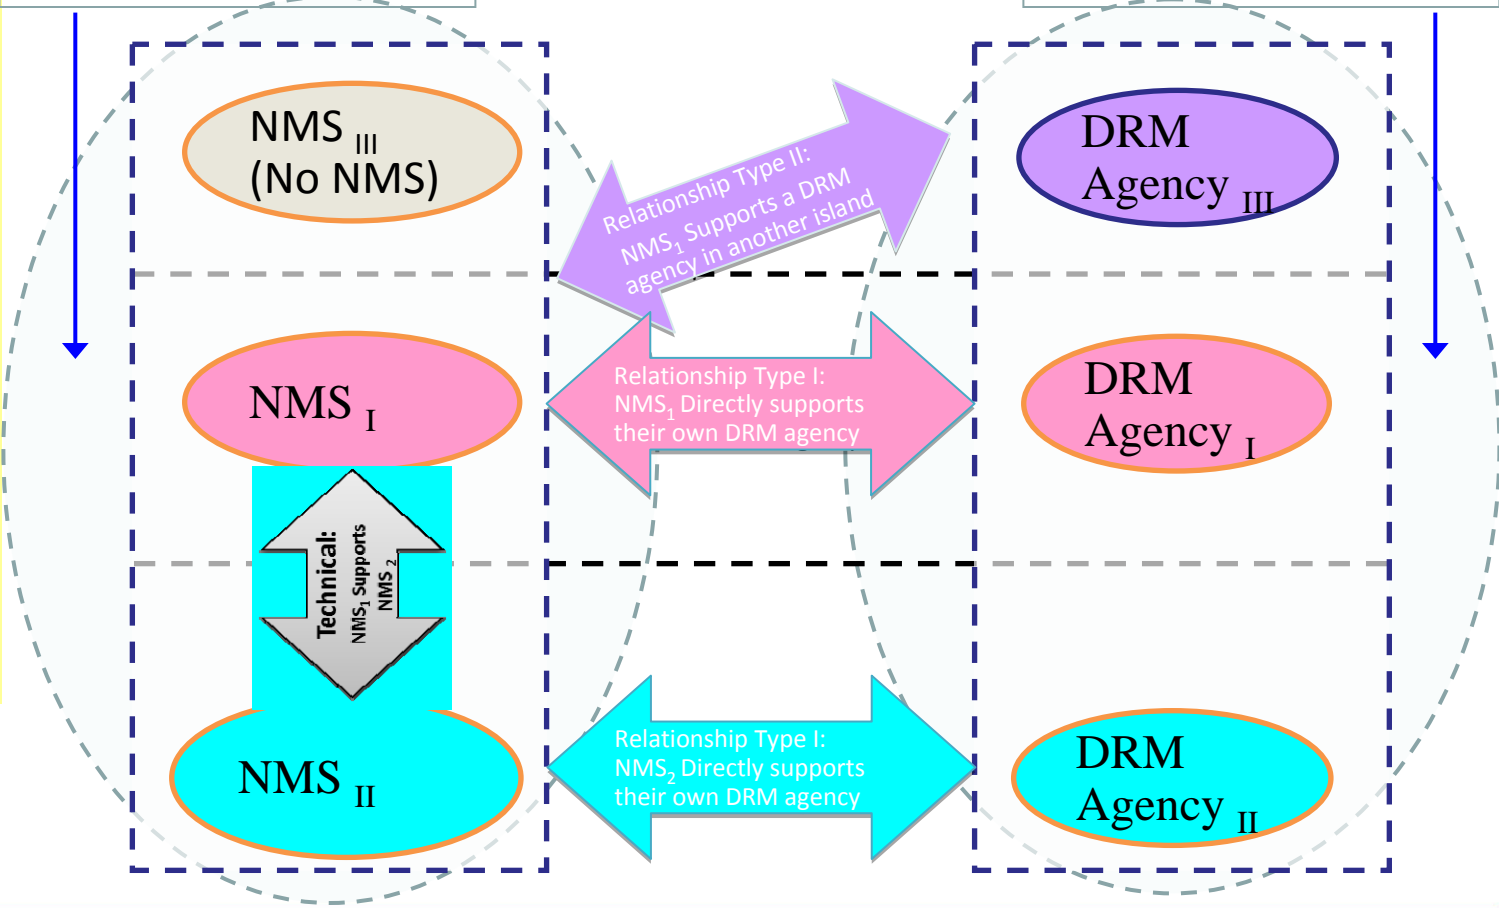 NMS III
(No NMS)
Relationship Type II:
NMS1 Supports a DRM
agency in another island
DRM
Agency III
NMS I
Relationship Type I:
NMS1 Directly supports
their own DRM agency
DRM
Agency I
Technical:
NMS1 Supports
NMS 2
NMS II
Relationship Type I:
NMS2 Directly supports
their own DRM agency
DRM
Agency II